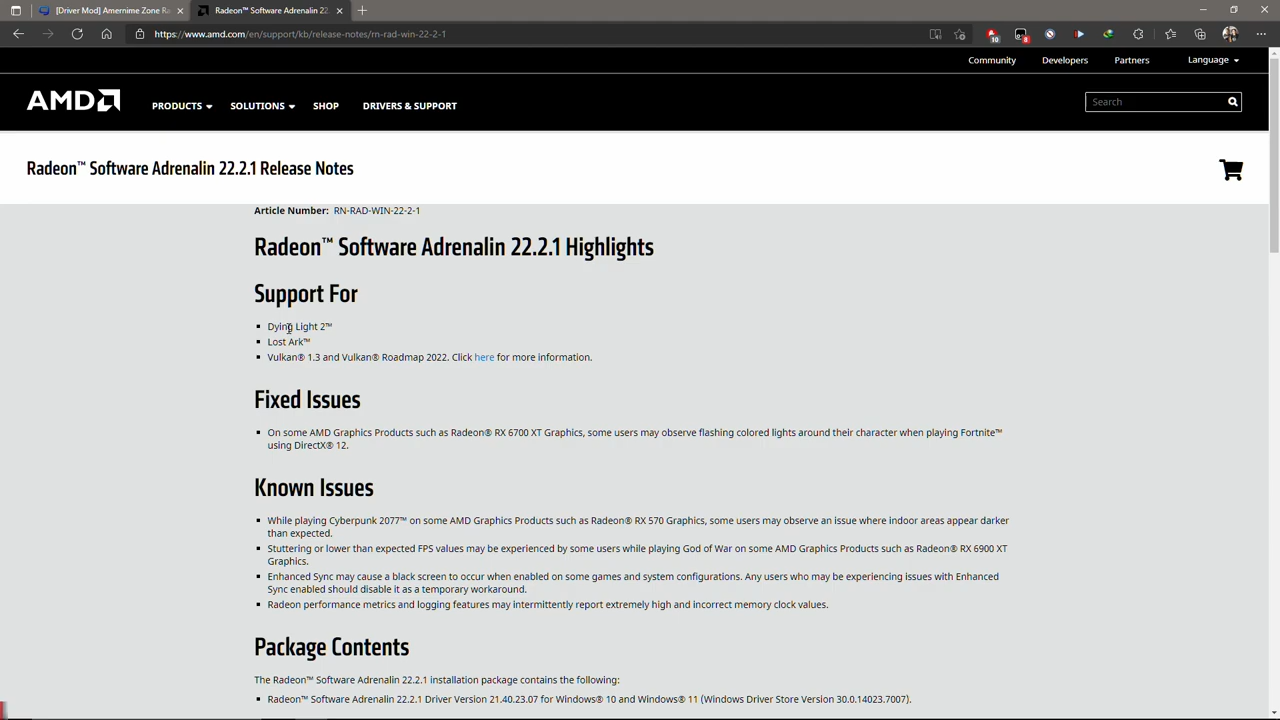 [Driver Mod] Amernime Zone Ra
Radeon™ Software Adrenalin 22.2
https://www.amd.com/en/support/kb/release-notes/rn-rad-win-22-2-1
10
8
Community
Developers
Partners
Language
AMD
PRODUCTS
SOLUTIONS
SHOP
DRIVERS & SUPPORT
Search
Radeon™ Software Adrenalin 22.2.1 Release Notes
Article Number: RN-RAD-WIN-22-2-1
Radeon™ Software Adrenalin 22.2.1 Highlights
Support For
▪ Dying Light 2™
▪ Lost Ark™
▪ Vulkan® 1.3 and Vulkan® Roadmap 2022. Click here for more information.
Fixed Issues
▪ On some AMD Graphics Products such as Radeon® RX 6700 XT Graphics, some users may observe flashing colored lights around their character when playing Fortnite™
using DirectX® 12.
Known Issues
▪ While playing Cyberpunk 2077™ on some AMD Graphics Products such as Radeon® RX 570 Graphics, some users may observe an issue where indoor areas appear darker
than expected.
▪ Stuttering or lower than expected FPS values may be experienced by some users while playing God of War on some AMD Graphics Products such as Radeon® RX 6900 XT
Graphics.
▪ Enhanced Sync may cause a black screen to occur when enabled on some games and system configurations. Any users who may be experiencing issues with Enhanced
Sync enabled should disable it as a temporary workaround.
▪ Radeon performance metrics and logging features may intermittently report extremely high and incorrect memory clock values.
Package Contents
The Radeon™ Software Adrenalin 22.2.1 installation package contains the following:
▪ Radeon™ Software Adrenalin 22.2.1 Driver Version 21.40.23.07 for Windows® 10 and Windows® 11 (Windows Driver Store Version 30.0.14023.7007).